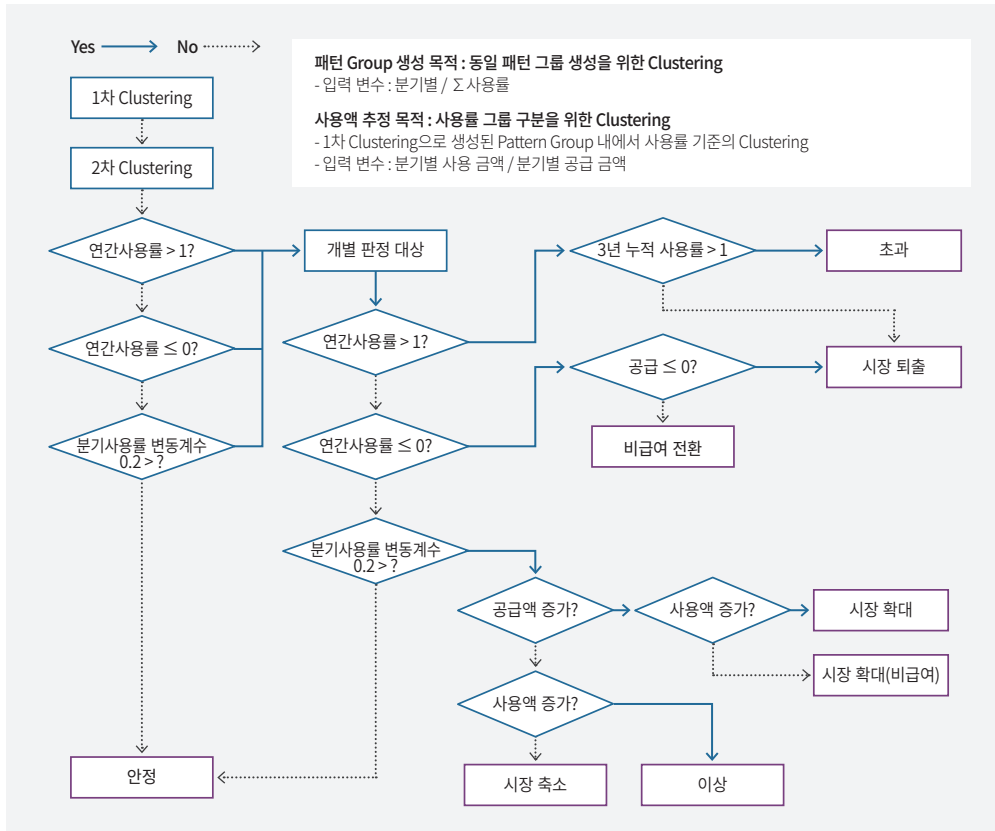 Yes
No
패턴 Group 생성 목적 : 동일 패턴 그룹 생성을 위한 Clustering
- 입력 변수 : 분기별 / Σ사용률
사용액 추정 목적 : 사용률 그룹 구분을 위한 Clustering
- 1차 Clustering으로 생성된 Pattern Group 내에서 사용률 기준의 Clustering
- 입력 변수 : 분기별 사용 금액 / 분기별 공급 금액
1차 Clustering
2차 Clustering
연간사용률 > 1?
개별 판정 대상
3년 누적 사용률 > 1
초과
연간사용률 ≤ 0?
연간사용률 > 1?
공급 ≤ 0?
시장 퇴출
분기사용률 변동계수
0.2 > ?
연간사용률 ≤ 0?
비급여 전환
분기사용률 변동계수
0.2 > ?
공급액 증가?
사용액 증가?
시장 확대
시장 확대(비급여)
사용액 증가?
안정
시장 축소
이상